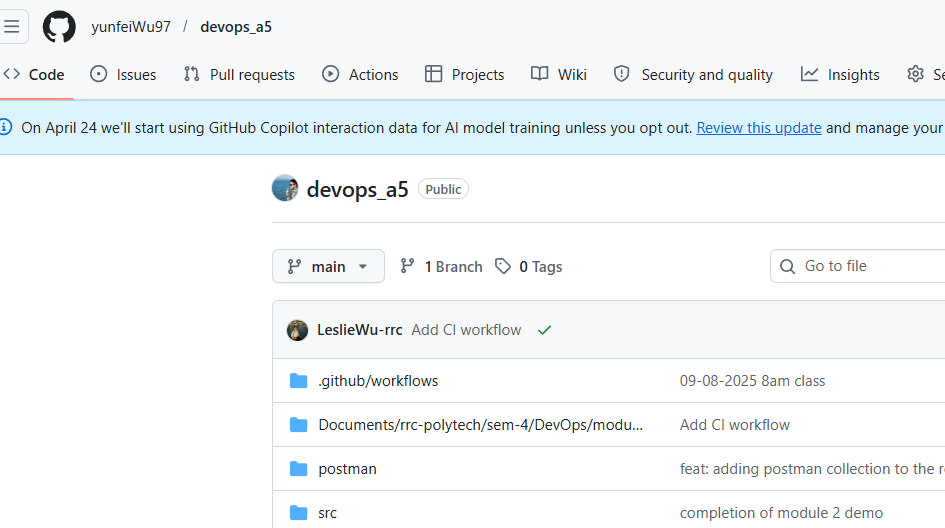 yunfeiWu97 / devops_a5
Code Issues Pull requests Actions Projects Wiki Security and quality Insights
On April 24 we'll start using GitHub Copilot interaction data for AI model training unless you opt out. Review this update and manage your
devops_a5 Public
main 1 Branch 0 Tags Go to file
LeslieWu-rrc Add CI workflow
.github/workflows 09-08-2025 8am class
Documents/rrc-polytech/sem-4/DevOps/modu... Add CI workflow
postman feat: adding postman collection to the
src completion of module 2 demo